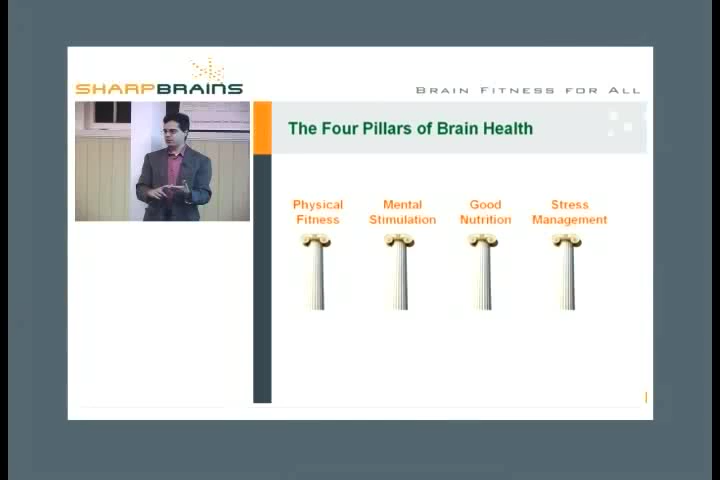 SHARPBRAINS
BRAIN FITNESS FOR ALL
The Four Pillars of Brain Health
Physical
Fitness
Mental
Stimulation
Good
Nutrition
Stress
Management